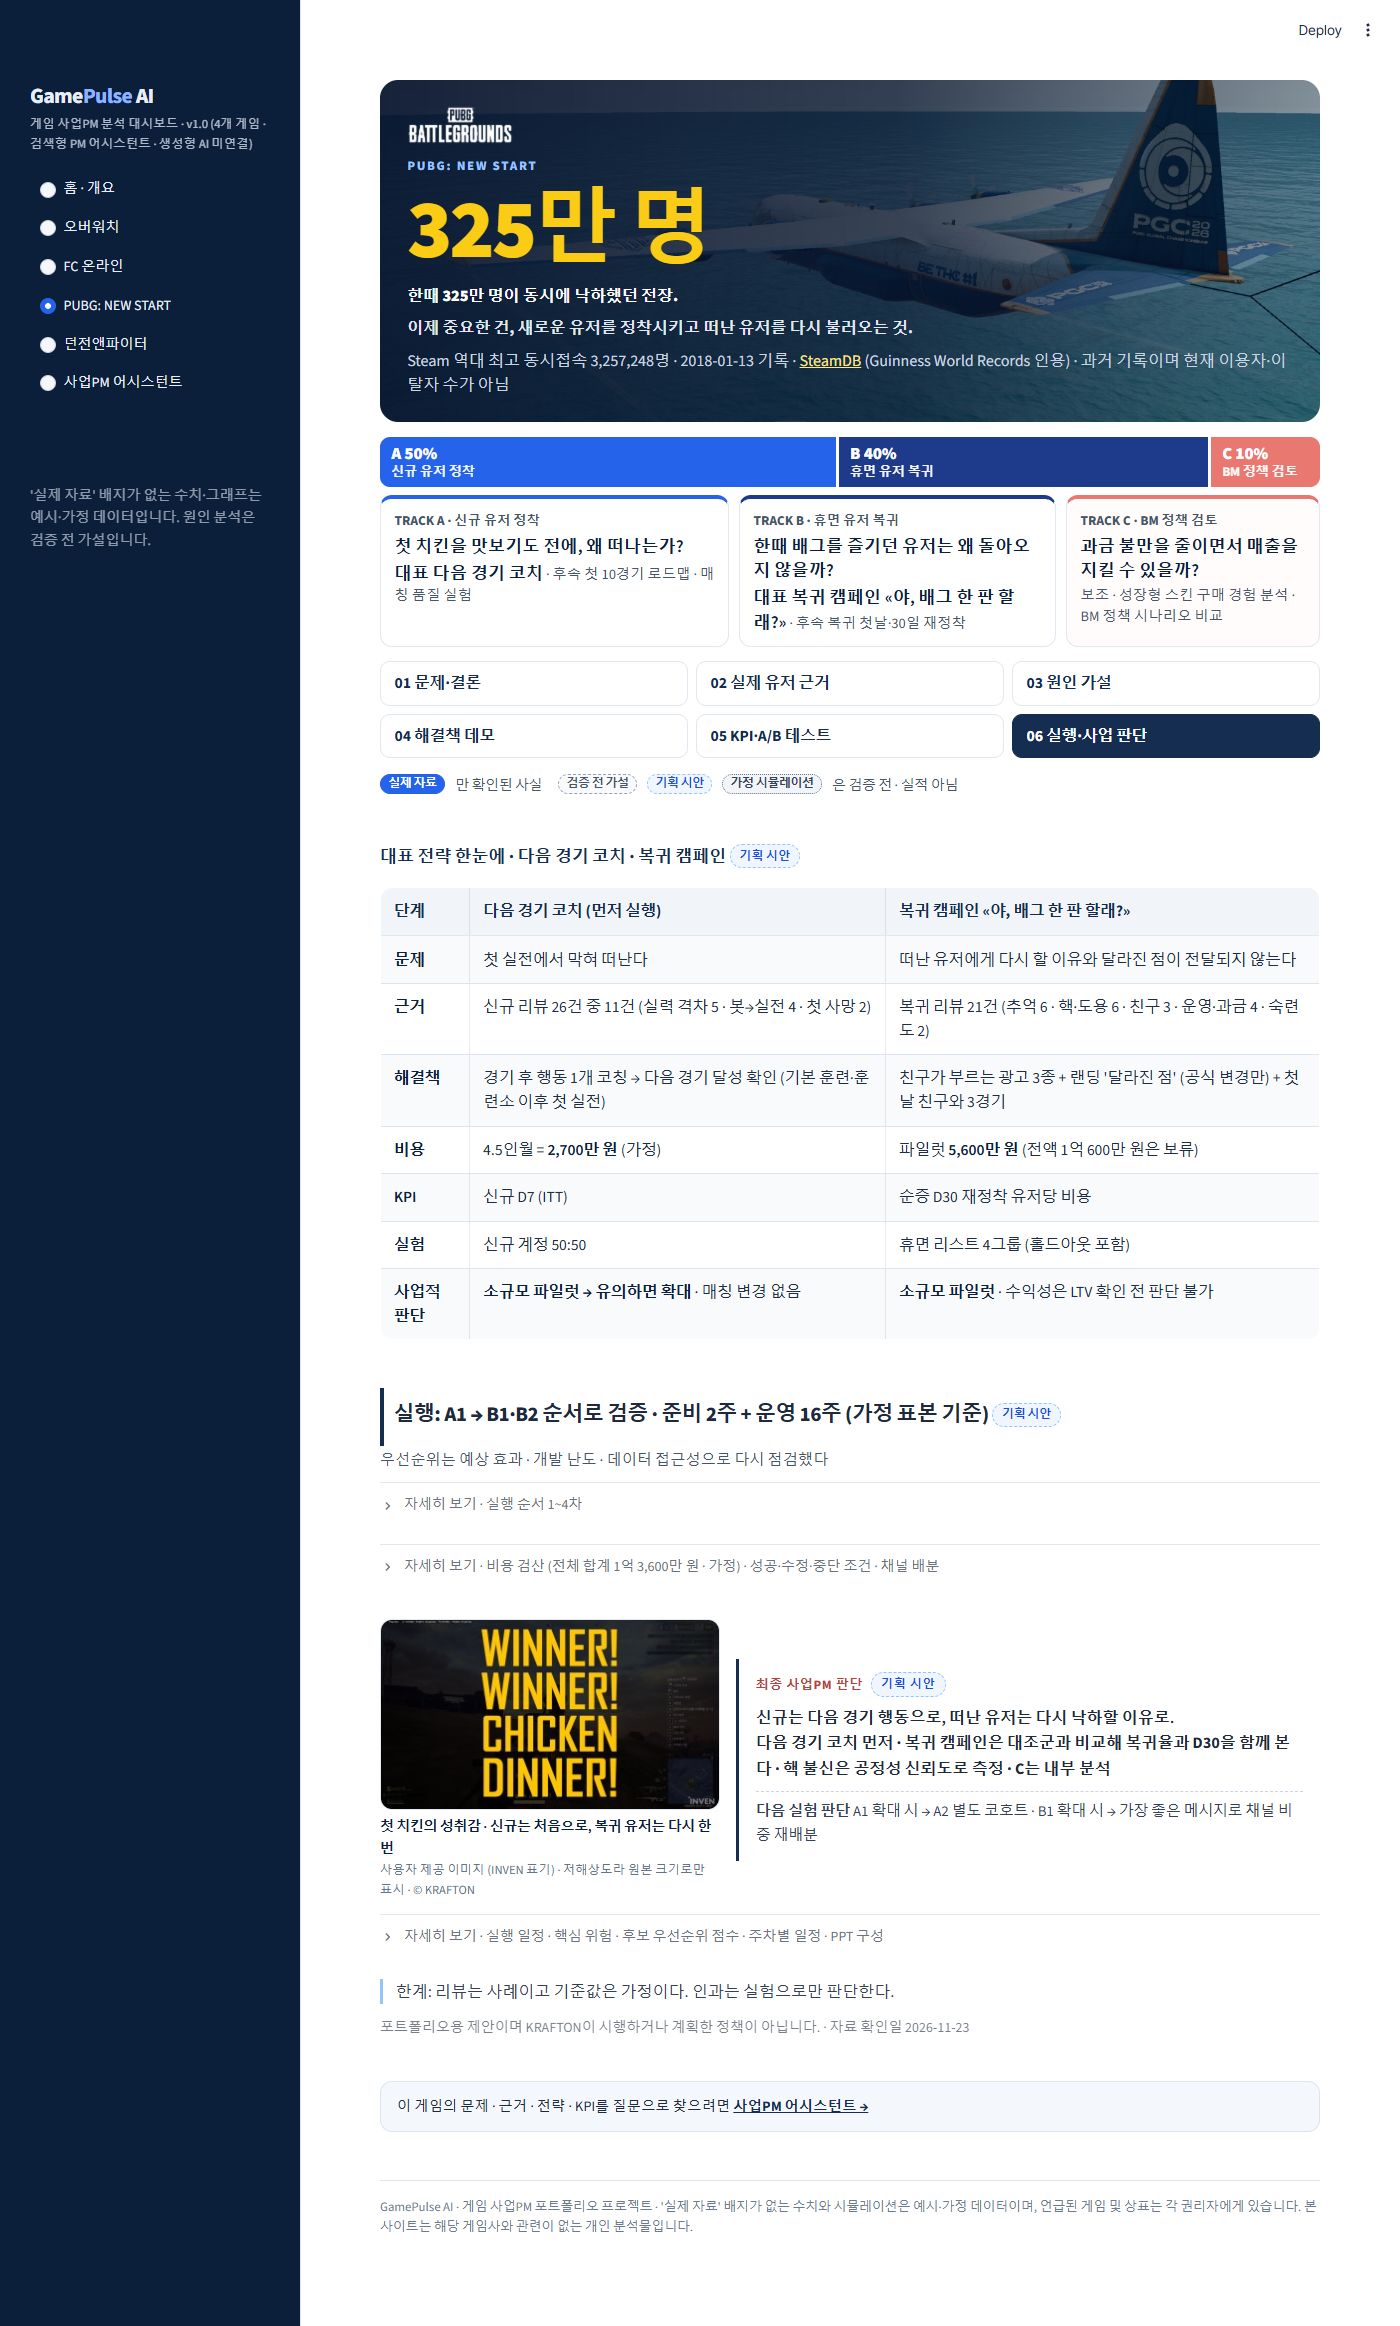 Deploy
GamePulse AI
게임 사업PM 분석 대시보드 · v1.0 (4개 게임 ·
검색형 PM 어시스턴트 · 생성형 AI 미연결)
홈 · 개요
오버워치
FC 온라인
PUBG: NEW START
던전앤파이터
사업PM 어시스턴트
'실제 자료' 배지가 없는 수치·그래프는
예시·가정 데이터입니다. 원인 분석은
검증 전 가설입니다.
PUBG
BATTLEGROUNDS
PUBG: NEW START
325만 명
한때 325만 명이 동시에 낙하했던 전장.
이제 중요한 건, 새로운 유저를 정착시키고 떠난 유저를 다시 불러오는 것.
Steam 역대 최고 동시접속 3,257,248명 · 2018-01-13 기록 · SteamDB (Guinness World Records 인용) · 과거 기록이며 현재 이용자·이
탈자 수가 아님
BE THE #1
PGC 2026
A 50%
신규 유저 정착
B 40%
휴면 유저 복귀
C 10%
BM 정책 검토
TRACK A · 신규 유저 정착
첫 치킨을 맛보기도 전에, 왜 떠나는가?
대표 다음 경기 코치 · 후속 첫 10경기 로드맵 · 매
칭 품질 실험
TRACK B · 휴면 유저 복귀
한때 배그를 즐기던 유저는 왜 돌아오
지 않을까?
대표 복귀 캠페인 «야, 배그 한 판 할
래?» · 후속 복귀 첫날·30일 재정착
TRACK C · BM 정책 검토
과금 불만을 줄이면서 매출을
지킬 수 있을까?
보조 · 성장형 스킨 구매 경험 분석 ·
BM 정책 시나리오 비교
01 문제·결론
02 실제 유저 근거
03 원인 가설
04 해결책 데모
05 KPI·A/B 테스트
06 실행·사업 판단
실제 자료 만 확인된 사실 검증 전 가설 기획 시안 가정 시뮬레이션 은 검증 전 · 실적 아님
대표 전략 한눈에 · 다음 경기 코치 · 복귀 캠페인 기획 시안
단계
다음 경기 코치 (먼저 실행)
복귀 캠페인 «야, 배그 한 판 할래?»
문제
첫 실전에서 막혀 떠난다
떠난 유저에게 다시 할 이유와 달라진 점이 전달되지 않는다
근거
신규 리뷰 26건 중 11건 (실력 격차 5 · 봇→실전 4 · 첫 사망 2)
복귀 리뷰 21건 (추억 6 · 핵·도용 6 · 친구 3 · 운영·과금 4 · 숙련
도 2)
해결책
경기 후 행동 1개 코칭 → 다음 경기 달성 확인 (기본 훈련·훈
련소 이후 첫 실전)
친구가 부르는 광고 3종 + 랜딩 '달라진 점' (공식 변경만) + 첫
날 친구와 3경기
비용
4.5인월 = 2,700만 원 (가정)
파일럿 5,600만 원 (전액 1억 600만 원은 보류)
KPI
신규 D7 (ITT)
순증 D30 재정착 유저당 비용
실험
신규 계정 50:50
휴면 리스트 4그룹 (홀드아웃 포함)
사업적
판단
소규모 파일럿 → 유의하면 확대 · 매칭 변경 없음
소규모 파일럿 · 수익성은 LTV 확인 전 판단 불가
실행: A1 → B1·B2 순서로 검증 · 준비 2주 + 운영 16주 (가정 표본 기준) 기획 시안
우선순위는 예상 효과 · 개발 난도 · 데이터 접근성으로 다시 점검했다
자세히 보기 · 실행 순서 1~4차
자세히 보기 · 비용 검산 (전체 합계 1억 3,600만 원 · 가정) · 성공·수정·중단 조건 · 채널 배분
WINNER!
WINNER!
CHICKEN
DINNER!
INVEN
첫 치킨의 성취감 · 신규는 처음으로, 복귀 유저는 다시 한
번
사용자 제공 이미지 (INVEN 표기) · 저해상도라 원본 크기로만
표시 · © KRAFTON
최종 사업PM 판단 기획 시안
신규는 다음 경기 행동으로, 떠난 유저는 다시 낙하할 이유로.
다음 경기 코치 먼저 · 복귀 캠페인은 대조군과 비교해 복귀율과 D30을 함께 본
다 · 핵 불신은 공정성 신뢰도로 측정 · C는 내부 분석
다음 실험 판단 A1 확대 시 → A2 별도 코호트 · B1 확대 시 → 가장 좋은 메시지로 채널 비
중 재배분
자세히 보기 · 실행 일정 · 핵심 위험 · 후보 우선순위 점수 · 주차별 일정 · PPT 구성
한계: 리뷰는 사례이고 기준값은 가정이다. 인과는 실험으로만 판단한다.
포트폴리오용 제안이며 KRAFTON이 시행하거나 계획한 정책이 아닙니다. · 자료 확인일 2026-11-23
이 게임의 문제 · 근거 · 전략 · KPI를 질문으로 찾으려면 사업PM 어시스턴트 →
GamePulse AI · 게임 사업PM 포트폴리오 프로젝트 · '실제 자료' 배지가 없는 수치와 시뮬레이션은 예시·가정 데이터이며, 언급된 게임 및 상표는 각 권리자에게 있습니다. 본
사이트는 해당 게임사와 관련이 없는 개인 분석물입니다.